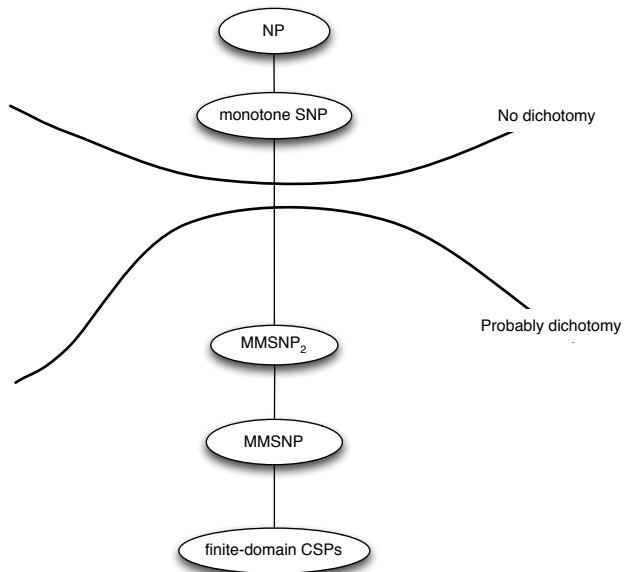 NP
monotone SNP
No dichotomy
Probably dichotomy
MMSNP₂
MMSNP
finite-domain CSPs